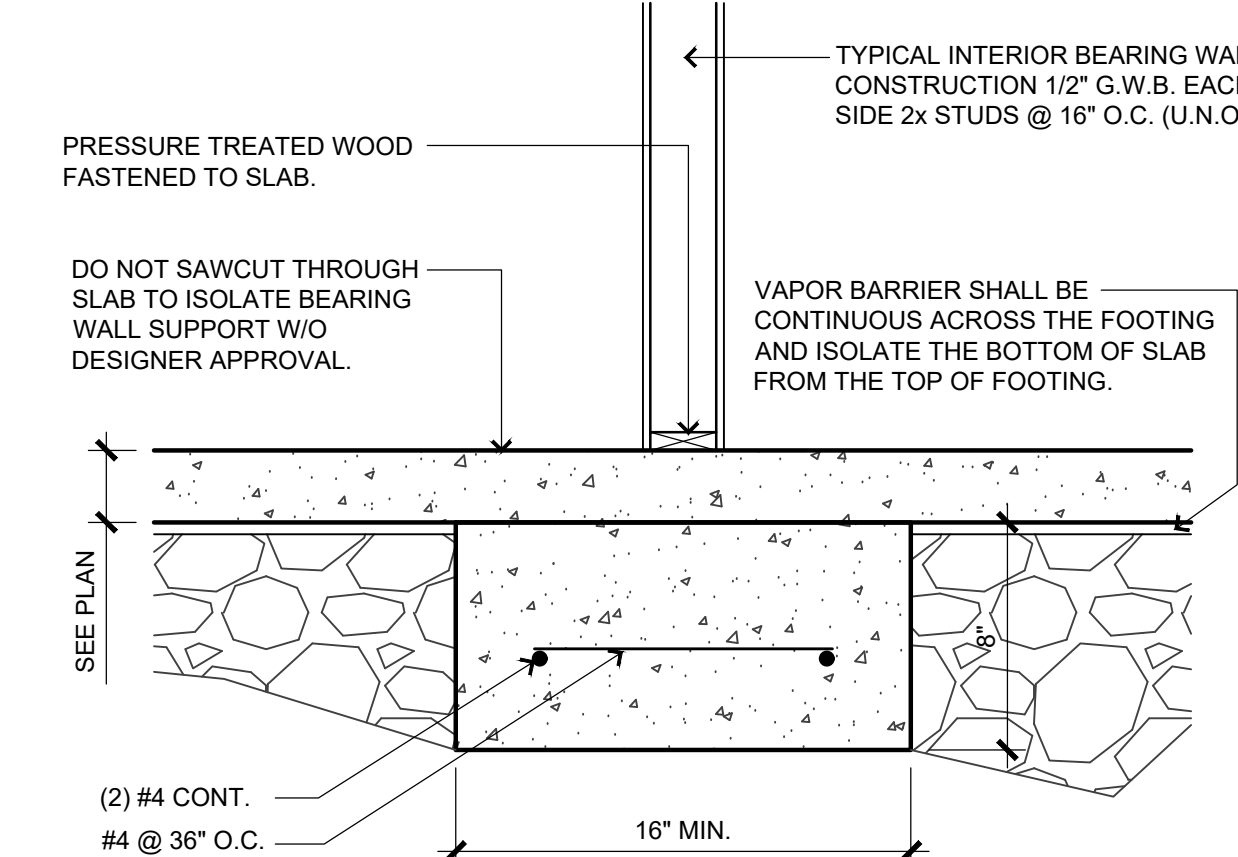 TYPICAL INTERIOR BEARING
CONSTRUCTION 1/2" G.W.B.
SIDE 2x STUDS @ 16" O.C. (U.N.O
PRESSURE TREATED WOOD
FASTENED TO SLAB.
DO NOT SAWCUT THROUGH
SLAB TO ISOLATE BEARING
WALL SUPPORT W/O
DESIGNER APPROVAL.
VAPOR BARRIER SHALL BE
CONTINUOUS ACROSS THE FOOTING
AND ISOLATE THE BOTTOM OF SLAB
FROM THE TOP OF FOOTING.
SEE PLAN
8"
(2) #4 CONT.
#4 @ 36" O.C.
16" MIN.